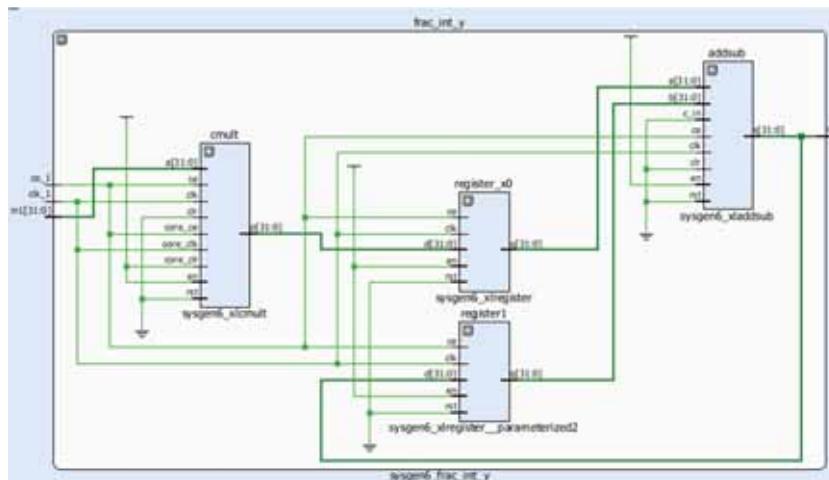 frac_int_y
addsub
a[31:0]
b[31:0]
c_in
ce
clk
clr
en
rst
s[31:0]
sysgen6_xladdsub
cmult
a[31:0]
ce
clk
clr
core_ce
core_clk
core_clr
en
rst
p[31:0]
sysgen6_xlcmult
ce_1
clk_1
in1[31:0]
register_x0
ce
clk
d[31:0]
en
rst
q[31:0]
sysgen6_xlregister
register1
ce
clk
d[31:0]
en
rst
q[31:0]
sysgen6_xlregister__parameterized2
sysgen6_frac_int_y